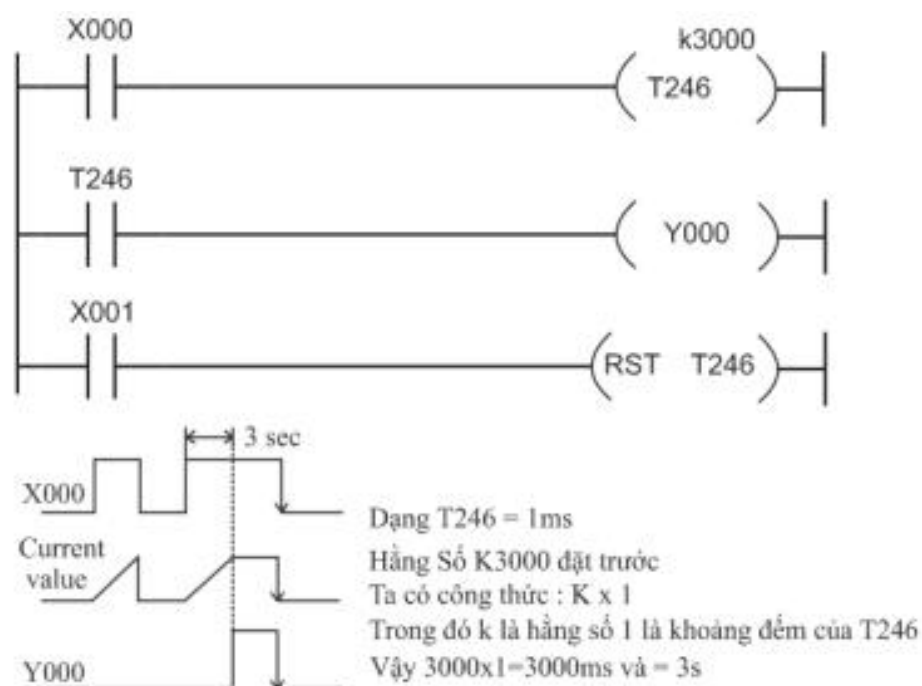 X000
k3000
T246
T246
Y000
X001
RST T246
3 sec
X000
Current
value
Y000
Dạng T246 = 1ms
Hằng Số K3000 đặt trước
Ta có công thức : K x 1
Trong đó k là hằng số 1 là khoảng đếm của T246
Vậy 3000x1=3000ms và = 3s